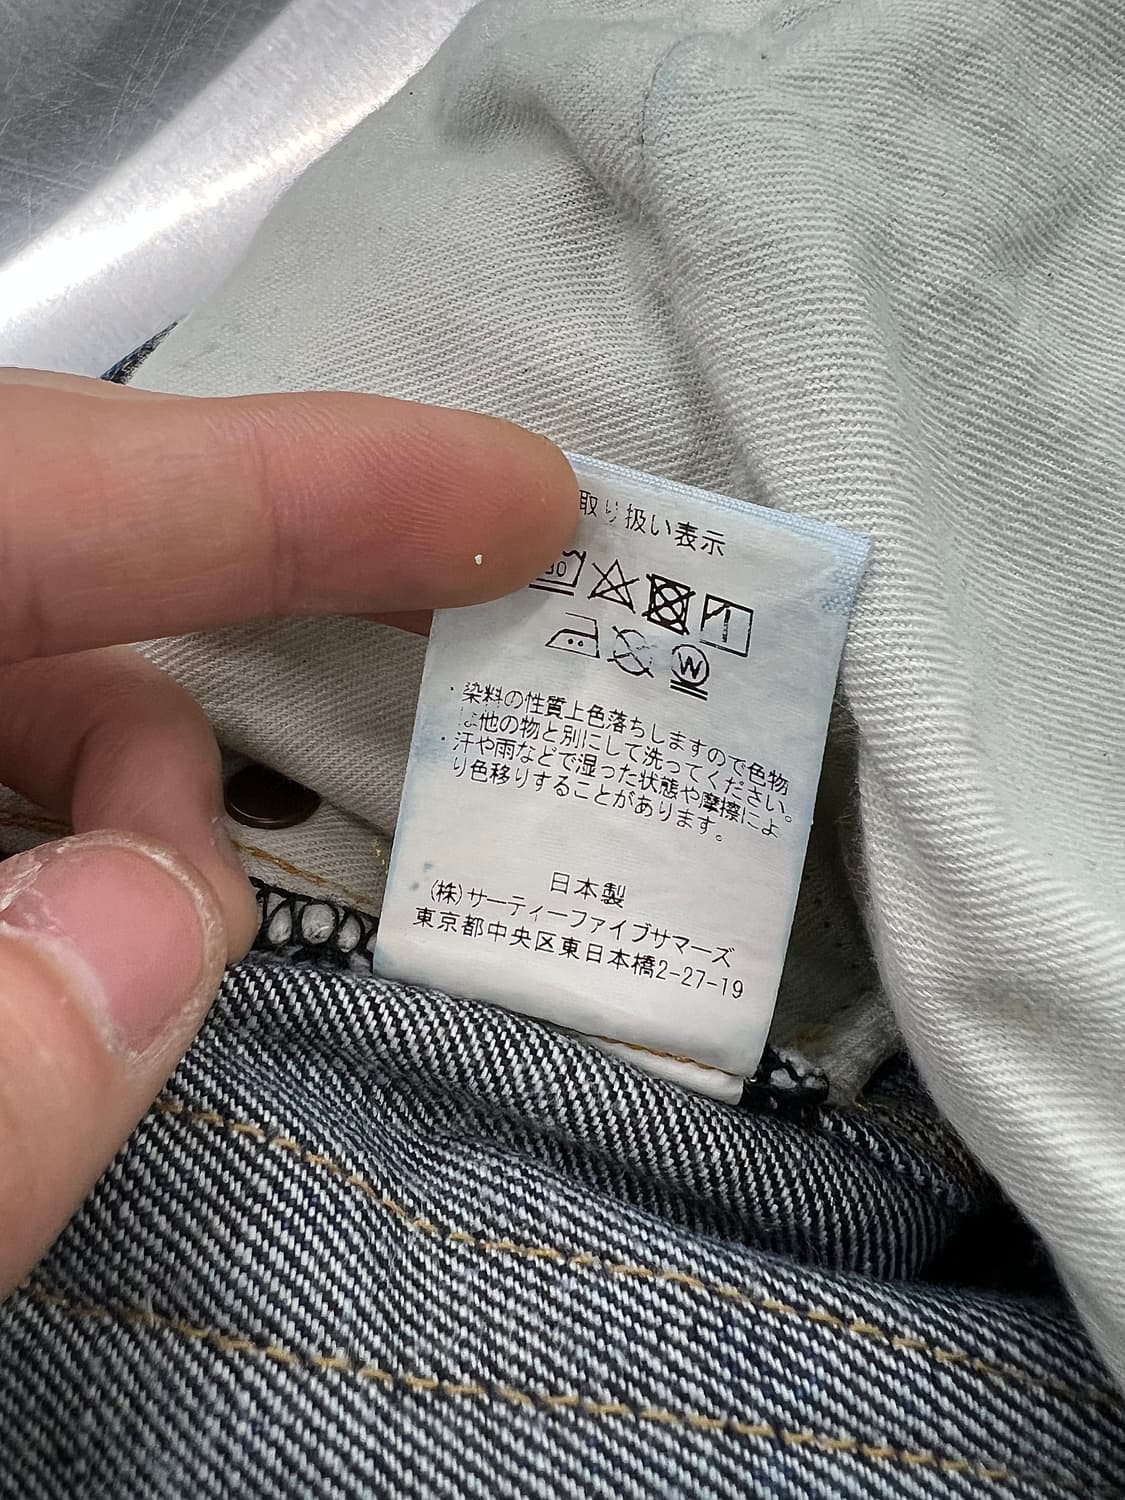 取り扱い表示
30
W
・染料の性質上色落ちしますので色物
は他の物と別にして洗ってください。
・汗や雨などで湿った状態や摩擦によ
り色移りすることがあります。
日本製
(株)サーティーファイブサマーズ
東京都中央区東日本橋2-27-19